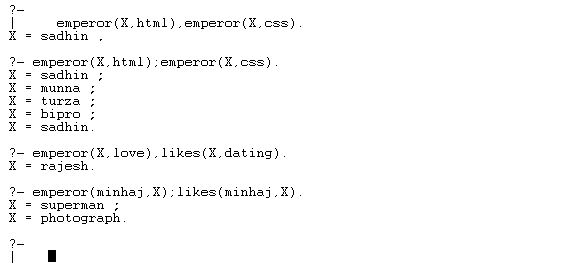 ?-
|     emperor(X,html),emperor(X,css).
X = sadhin ,
?- emperor(X,html);emperor(X,css).
X = sadhin ;
X = munna ;
X = turza ;
X = bipro ;
X = sadhin.
?- emperor(X,love),likes(X,dating).
X = rajesh.
?- emperor(minhaj,X);likes(minhaj,X).
X = superman ;
X = photograph.
?-
|